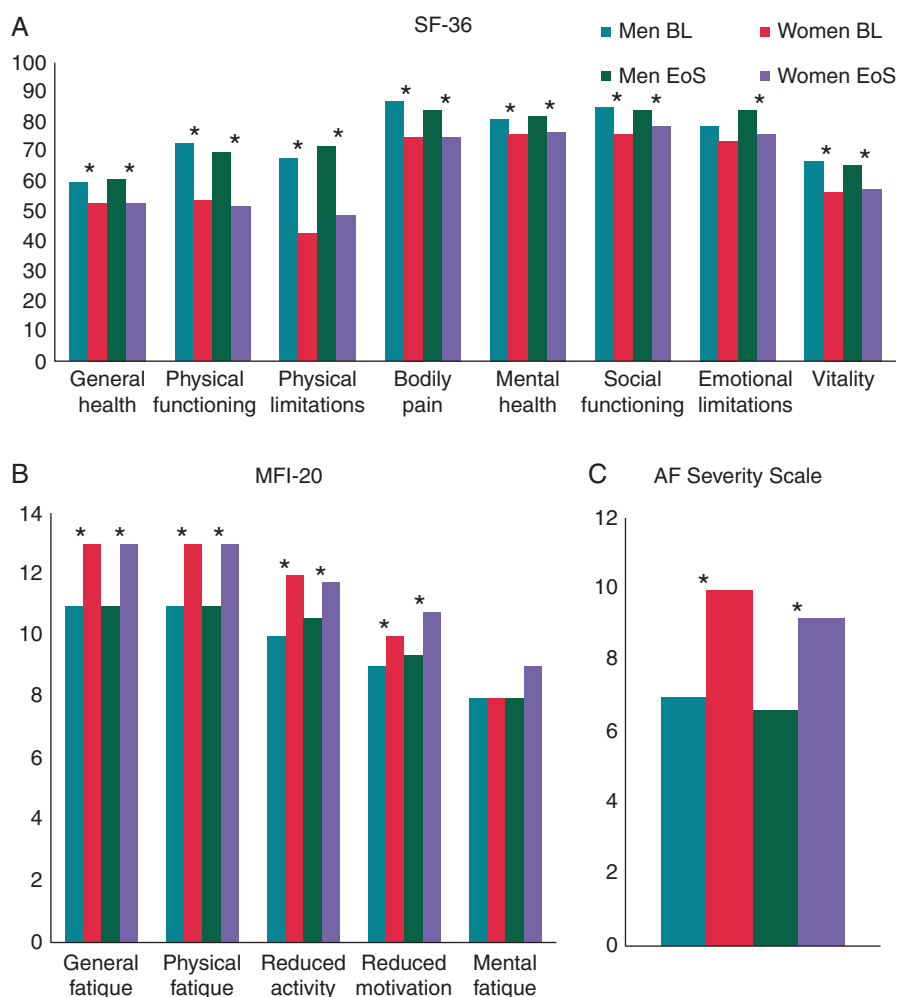 A
SF-36
Men BL
Women BL
Men EoS
Women EoS
100
90
80
70
60
50
40
30
20
10
0
* * * * * * * * * * * * * * *
General health
Physical functioning
Physical limitations
Bodily pain
Mental health
Social functioning
Emotional limitations
Vitality
B
MFI-20
14
12
10
8
6
4
2
0
* * * * * * * *
General fatique
Physical fatique
Reduced activity
Reduced motivation
Mental fatique
C
AF Severity Scale
12
10
8
6
4
2
0
* *